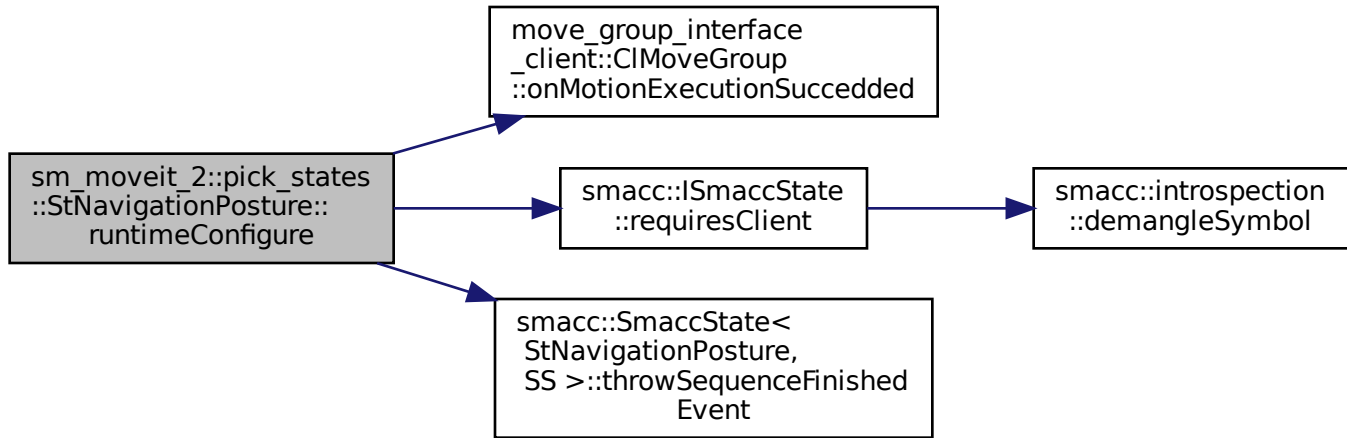 move_group_interface
_client::ClMoveGroup
::onMotionExecutionSuccedded
sm_moveit_2::pick_states
::StNavigationPosture::
runtimeConfigure
smacc::ISmaccState
::requiresClient
smacc::introspection
::demangleSymbol
smacc::SmaccState<
StNavigationPosture,
SS >::throwSequenceFinished
Event